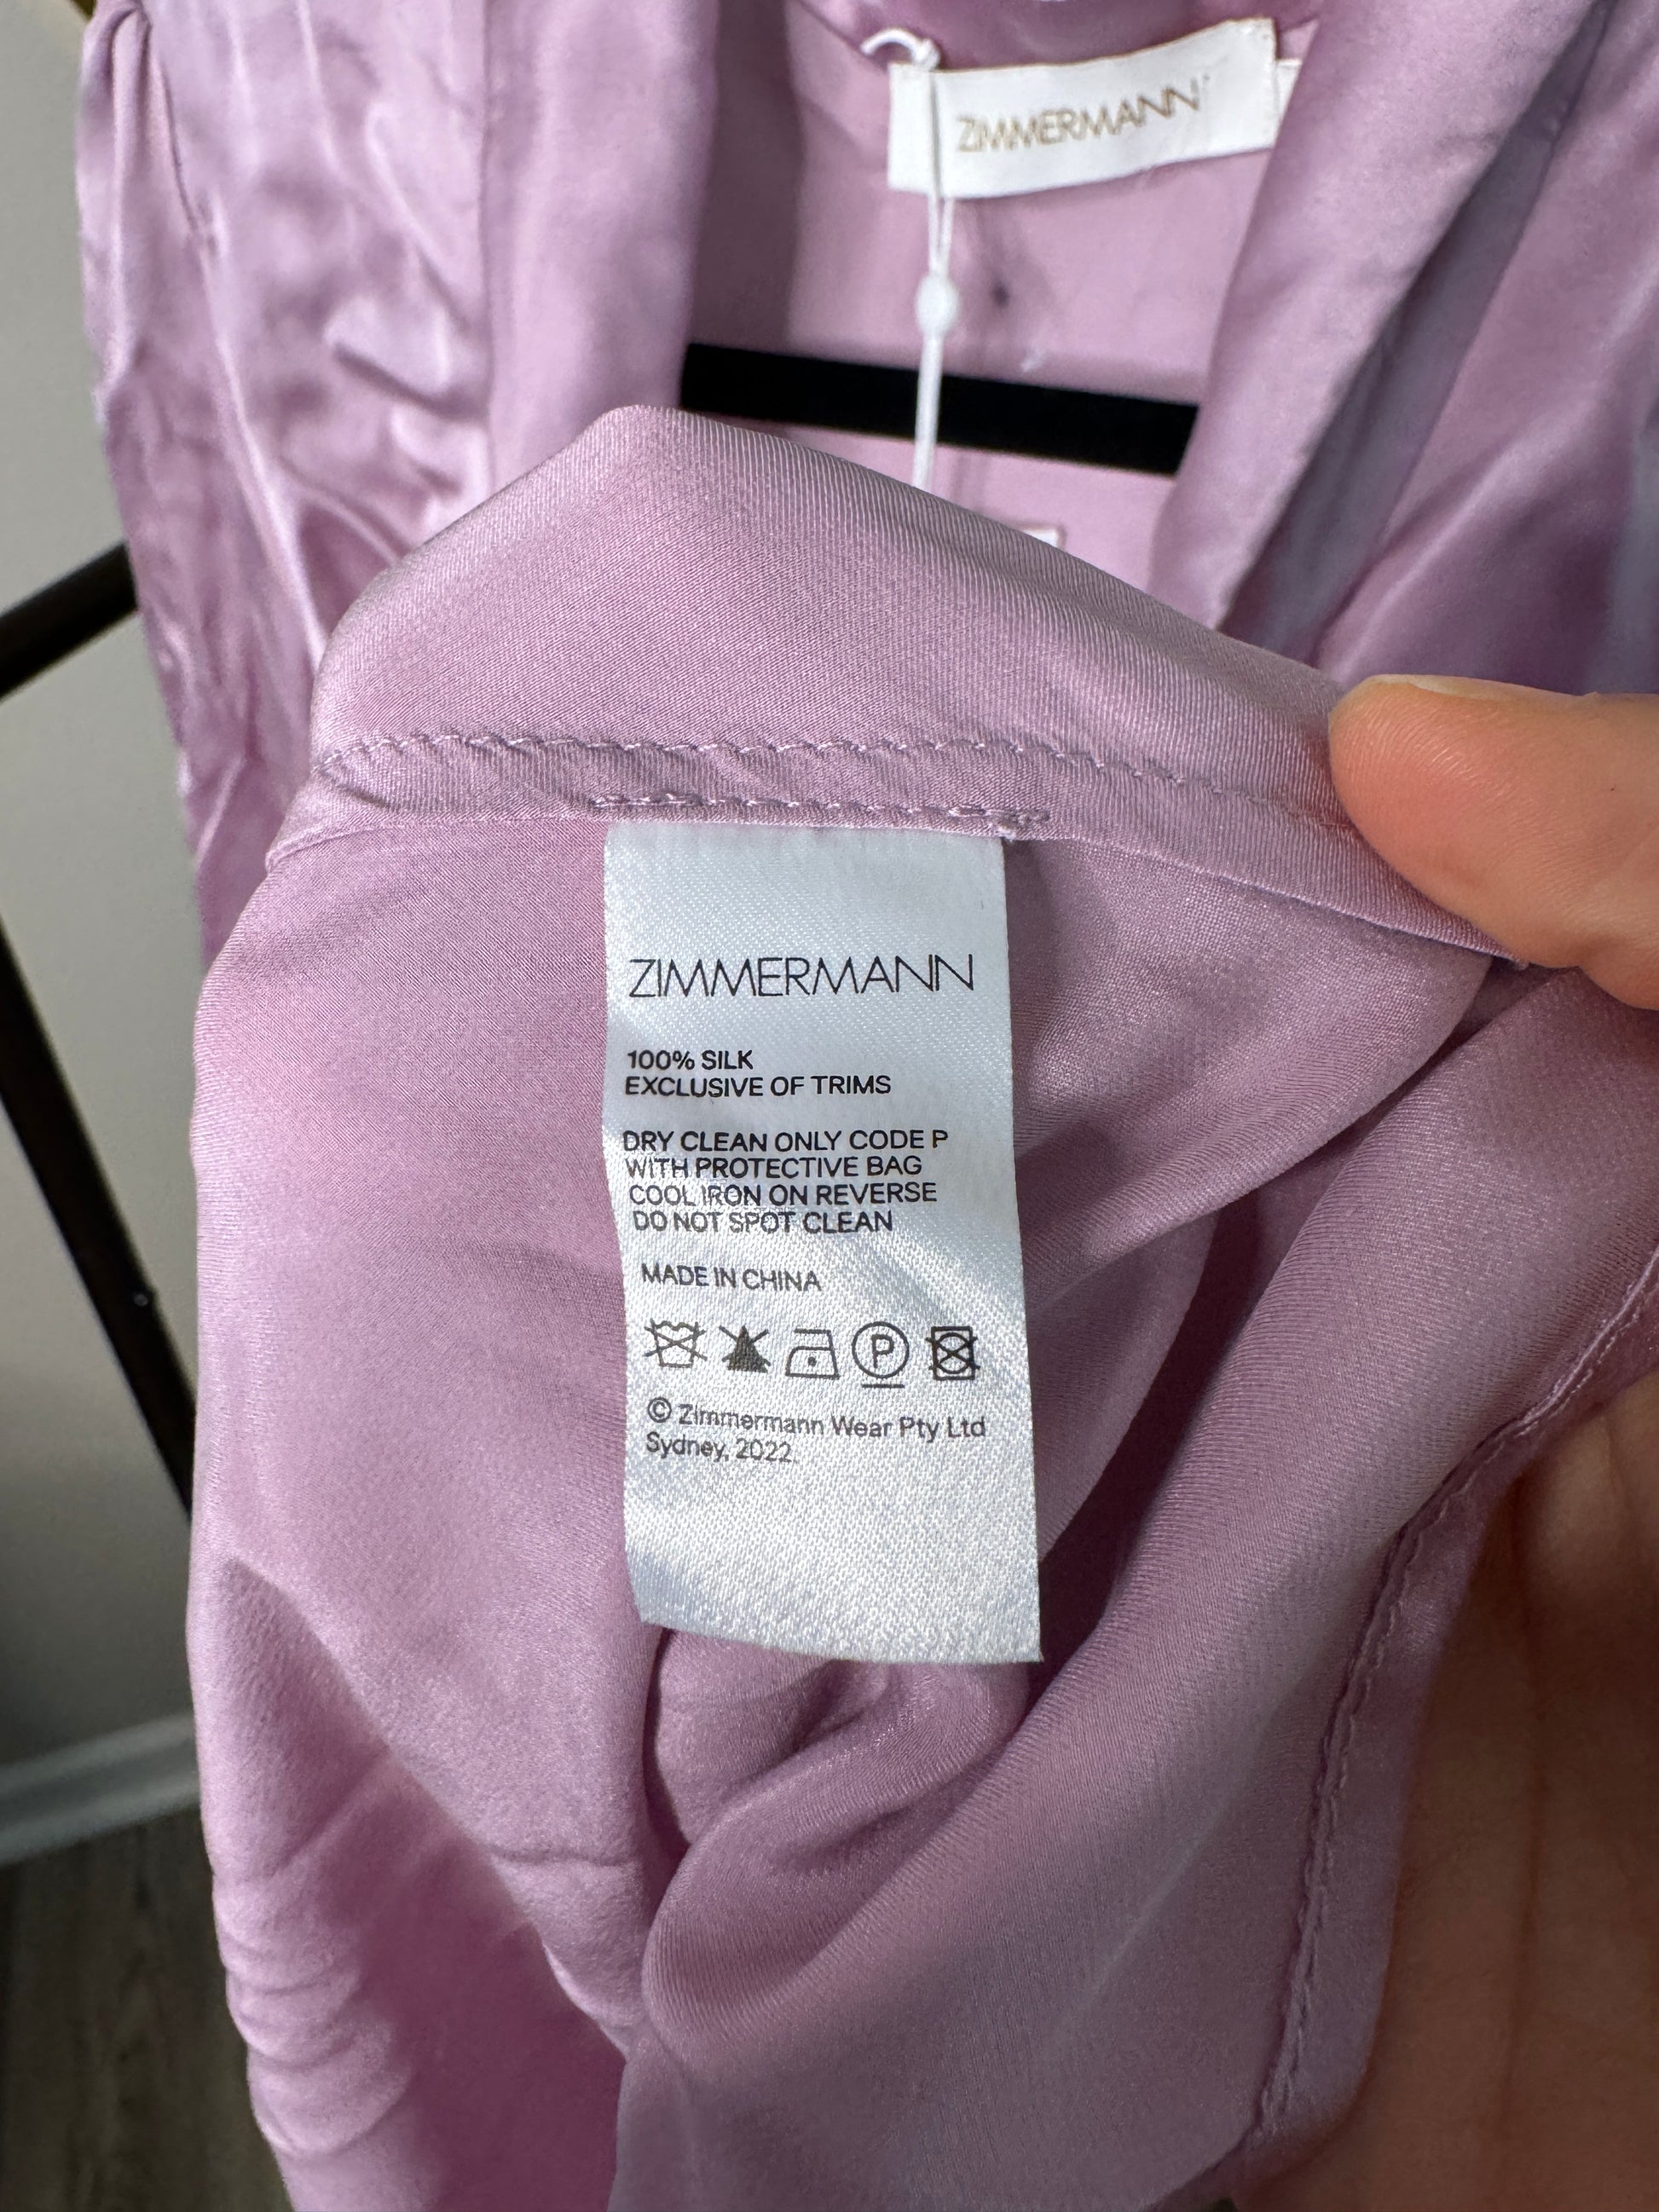 ZIMMERMANN
ZIMMERMANN
100% SILK
EXCLUSIVE OF TRIMS
DRY CLEAN ONLY CODE P
WITH PROTECTIVE BAG
COOL IRON ON REVERSE
DO NOT SPOT CLEAN
MADE IN CHINA
P
© Zimmermann Wear Pty Ltd
Sydney, 2022.